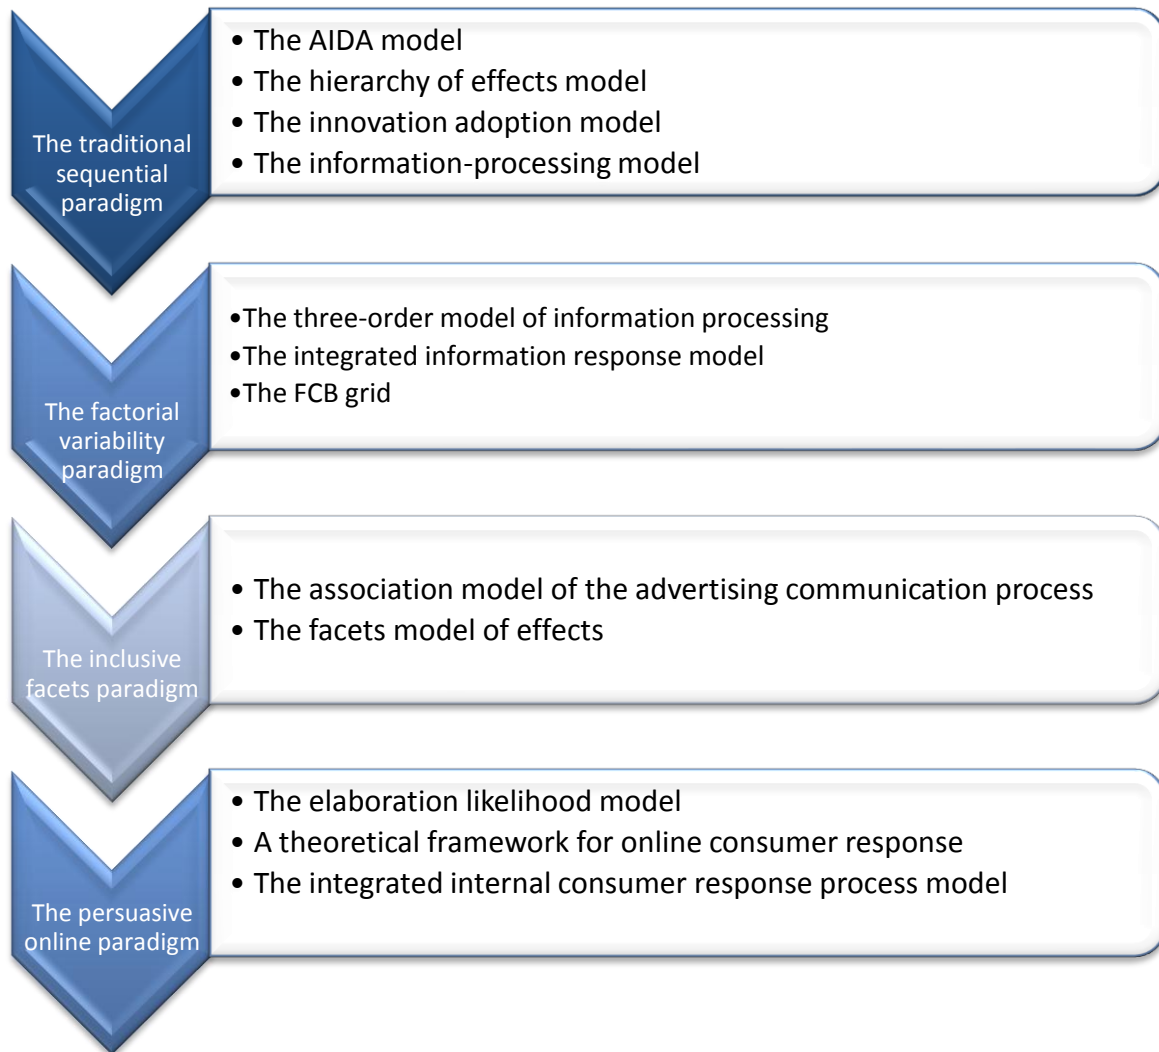 The traditional
sequential
paradigm
• The AIDA model
• The hierarchy of effects model
• The innovation adoption model
• The information-processing model
The factorial
variability
paradigm
•The three-order model of information processing
•The integrated information response model
•The FCB grid
The inclusive
facets paradigm
• The association model of the advertising communication process
• The facets model of effects
The persuasive
online paradigm
• The elaboration likelihood model
• A theoretical framework for online consumer response
• The integrated internal consumer response process model